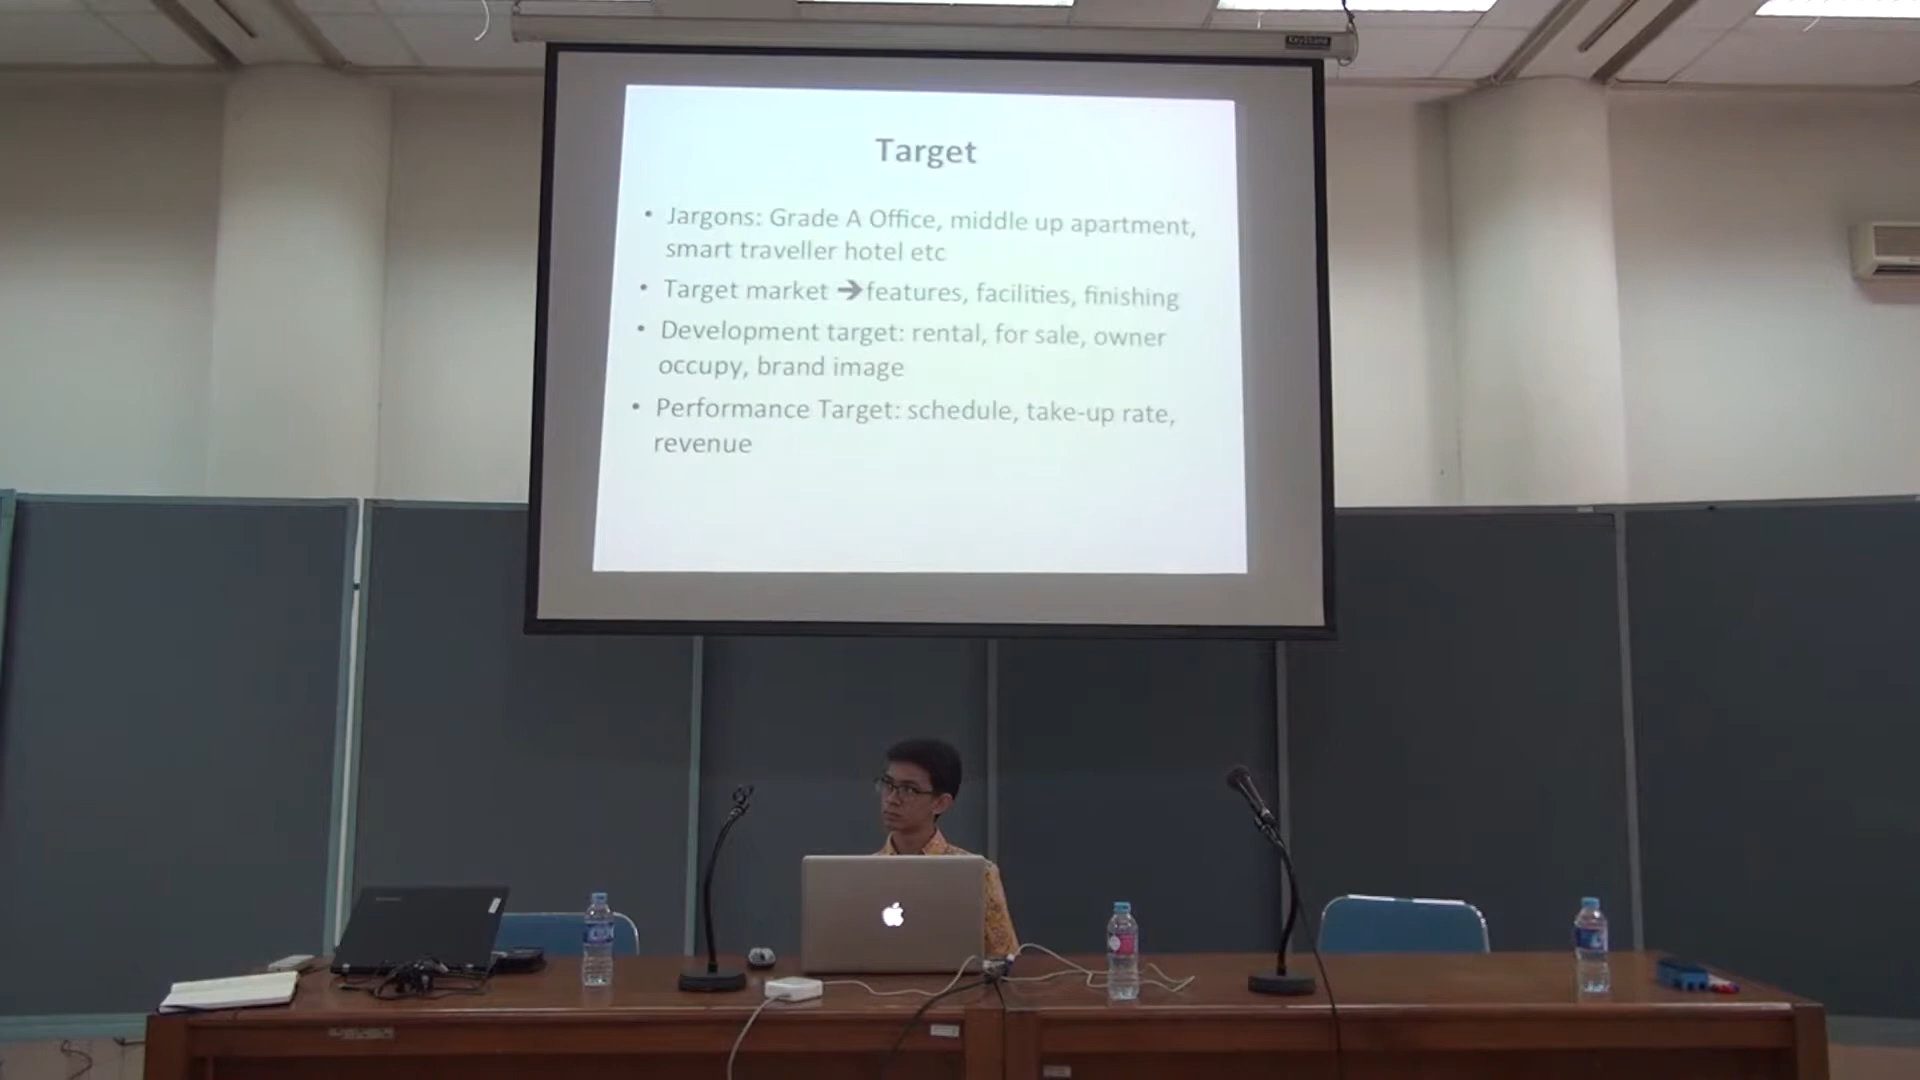 KeyStone
Target
• Jargons: Grade A Office, middle up apartment,
smart traveller hotel etc
• Target market ➔features, facilities, finishing
• Development target: rental, for sale, owner
occupy, brand image
• Performance Target: schedule, take-up rate,
revenue